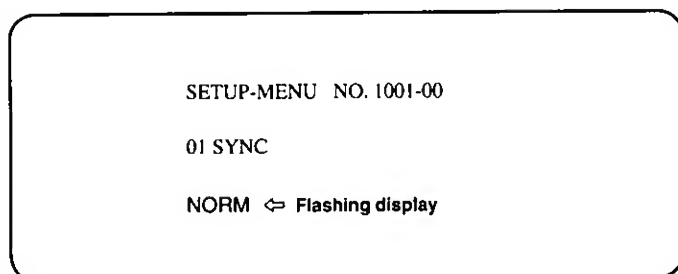 SETUP-MENU NO. 1001-00
01 SYNC
NORM ⇦ Flashing display